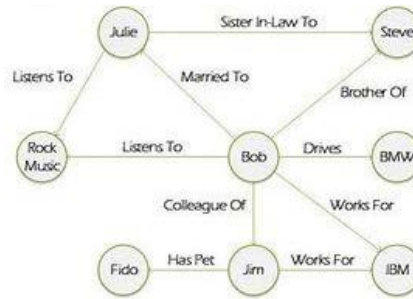 Sister In-Law To
Julie
Steve
Listens To
Married To
Brother Of
Rock
Music
Listens To
Bob
Drives
BMW
Colleague Of
Works For
Fido
Has Pet
Jim
Works For
IBM